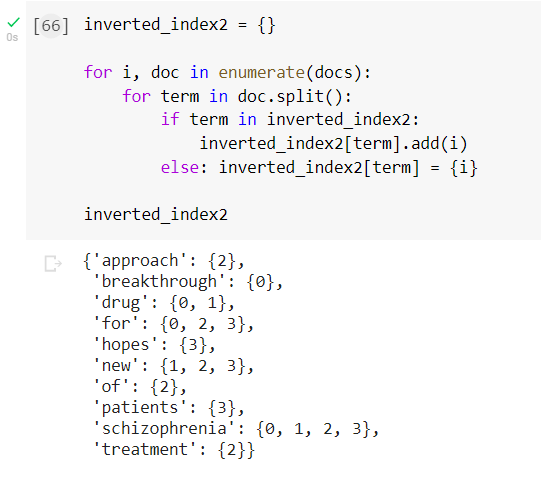 [66] inverted_index2 = {}
for i, doc in enumerate(docs):
    for term in doc.split():
        if term in inverted_index2:
            inverted_index2[term].add(i)
        else: inverted_index2[term] = {i}
inverted_index2
0s
{'approach': {2},
 'breakthrough': {0},
 'drug': {0, 1},
 'for': {0, 2, 3},
 'hopes': {3},
 'new': {1, 2, 3},
 'of': {2},
 'patients': {3},
 'schizophrenia': {0, 1, 2, 3},
 'treatment': {2}}